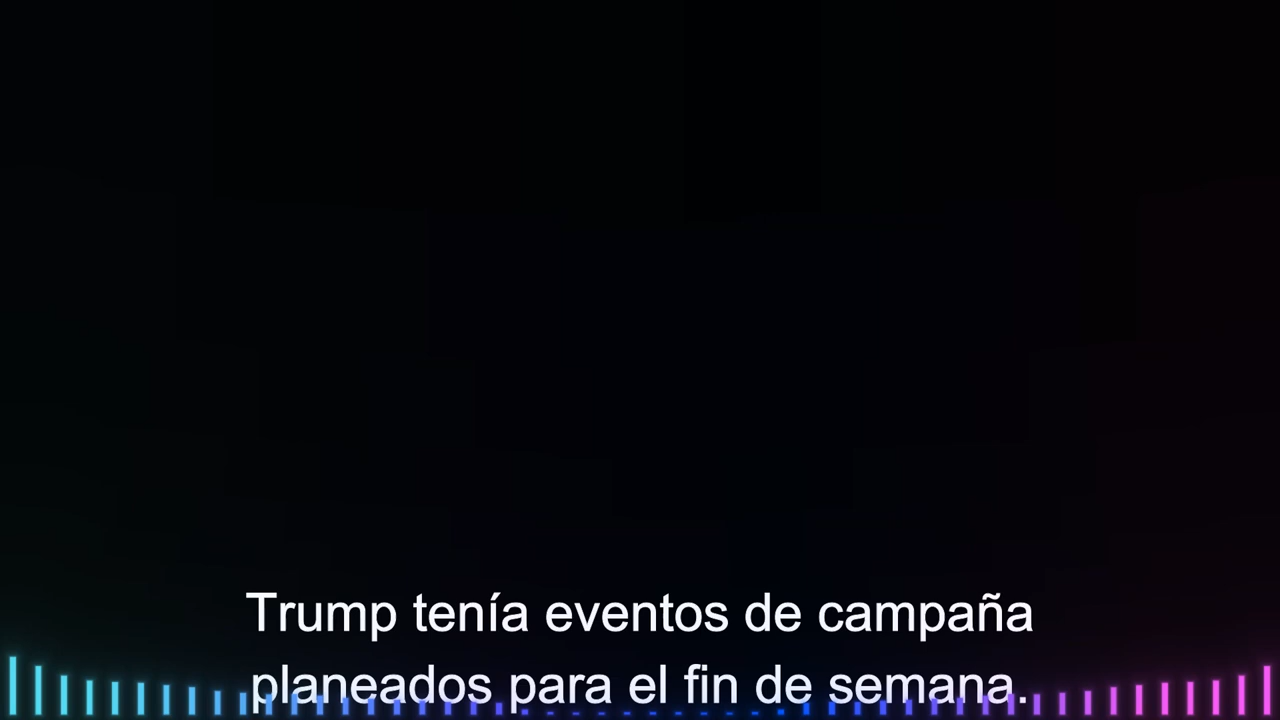 Trump tenía eventos de campaña
planeados para el fin de semana.